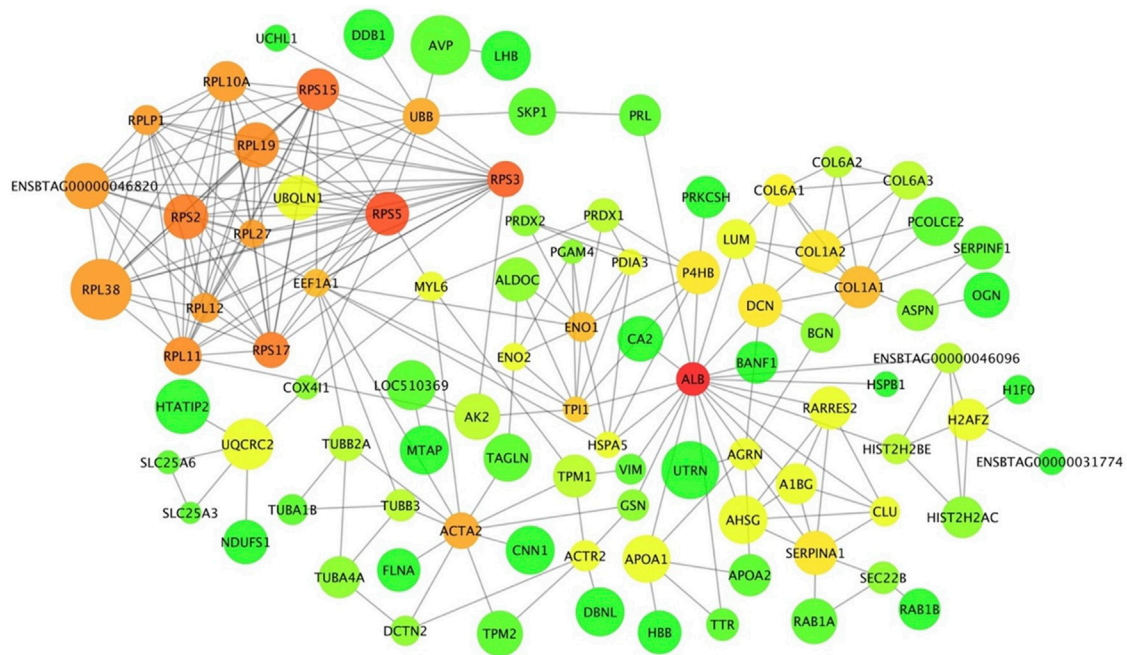 UCHL1
DDB1
AVP
LHB
RPL10A
RPS15
RPLP1
UBB
SKP1
PRL
RPL19
ENSBTAG00000046820
UBQLN1
RPS3
RPS2
RPS5
RPL27
PRDX2
PRDX1
PRKCSH
COL6A1
COL6A2
COL6A3
PCOLCE2
LUM
COL1A2
SERPINF1
PGAM4
PDIA3
P4HB
RPL38
EEF1A1
MYL6
ALDOC
DCN
COL1A1
OGN
RPL12
ASPN
ENO1
CA2
BGN
RPL11
RPS17
ENO2
BANF1
ENSBTAG00000046096
COX4I1
LOC510369
ALB
HSPB1
H1F0
HTATIP2
AK2
TPI1
RARRES2
H2AFZ
UQCRC2
TUBB2A
MTAP
HSPA5
AGRN
HIST2H2BE
ENSBTAG00000031774
SLC25A6
TAGLN
TPM1
VIM
UTRN
A1BG
SLC25A3
TUBA1B
TUBB3
GSN
AHSG
CLU
HIST2H2AC
NDUFS1
ACTA2
CNN1
ACTR2
APOA1
SERPINA1
TUBA4A
FLNA
APOA2
SEC22B
DCTN2
TPM2
DBNL
HBB
TTR
RAB1A
RAB1B